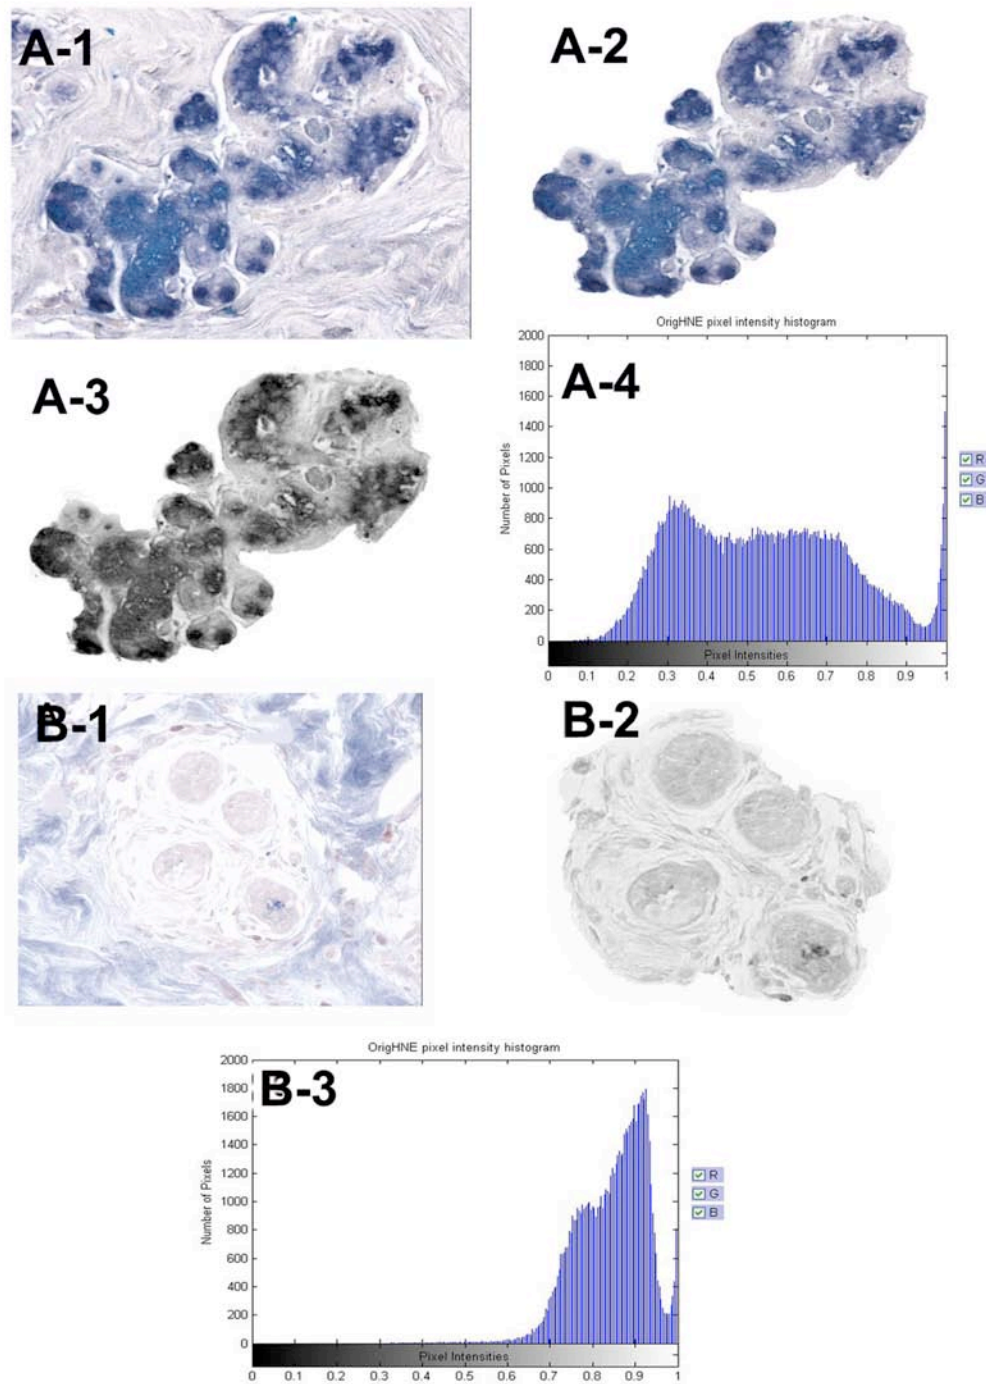 A-1
A-2
A-3
OrigHNE pixel intensity histogram
A-4
2000
1800
1600
1400
1200
1000
800
600
400
200
0
Number of Pixels
Pixel Intensities
0 0.1 0.2 0.3 0.4 0.5 0.6 0.7 0.8 0.9 1
R
G
B
B-1
B-2
OrigHNE pixel intensity histogram
B-3
2000
1800
1600
1400
1200
1000
800
600
400
200
0
Number of Pixels
Pixel Intensities
0 0.1 0.2 0.3 0.4 0.5 0.6 0.7 0.8 0.9 1
R
G
B